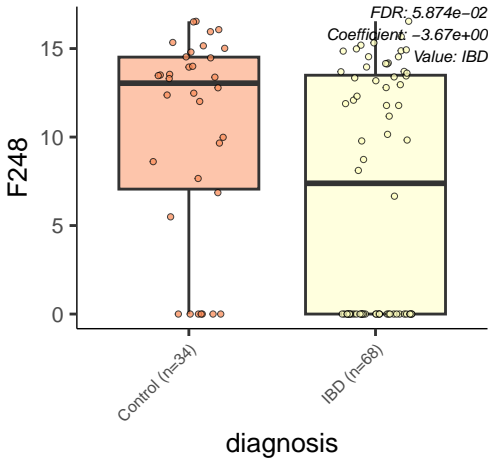 FDR: 5.874e−02
Coefficient: −3.67e+00
Value: IBD
15
10
5
0
F248
Control (n=34)
IBD (n=68)
diagnosis